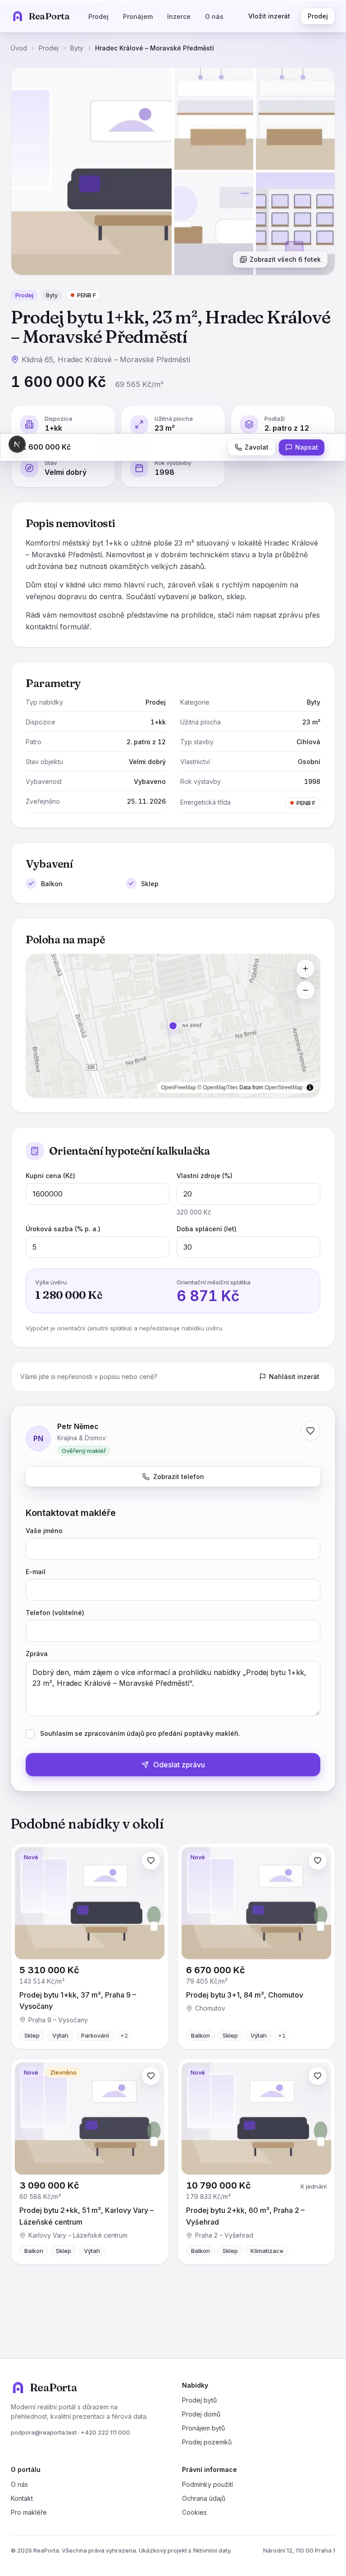 ReaPorta
Prodej
Pronájem
Inzerce
O nás
Vložit inzerát
Prodej
Úvod
Prodej
Byty
Hradec Králové – Moravské Předměstí
Zobrazit všech 6 fotek
Prodej
Byty
PENB F
Prodej bytu 1+kk, 23 m², Hradec Králové
– Moravské Předměstí
Klidná 65, Hradec Králové – Moravské Předměstí
1 600 000 Kč
69 565 Kč/m²
Dispozice
1+kk
Užitná plocha
23 m²
Podlaží
2. patro z 12
N
600 000 Kč
Zavolat
Napsat
Stav
Velmi dobrý
Rok výstavby
1998
Popis nemovitosti
Komfortní městský byt 1+kk o užitné ploše 23 m² situovaný v lokalitě Hradec Králové
– Moravské Předměstí. Nemovitost je v dobrém technickém stavu a byla průběžně
udržována bez nutnosti okamžitých velkých zásahů.
Dům stojí v klidné ulici mimo hlavní ruch, zároveň však s rychlým napojením na
veřejnou dopravu do centra. Součástí vybavení je balkon, sklep.
Rádi vám nemovitost osobně představíme na prohlídce, stačí nám napsat zprávu přes
kontaktní formulář.
Parametry
Typ nabídky
Prodej
Kategorie
Byty
Dispozice
1+kk
Užitná plocha
23 m²
Patro
2. patro z 12
Typ stavby
Cihlová
Stav objektu
Velmi dobrý
Vlastnictví
Osobní
Vybavenost
Vybaveno
Rok výstavby
1998
Zveřejněno
25. 11. 2026
Energetická třída
PENB F
Vybavení
Balkon
Sklep
Poloha na mapě
Brněnská
Průběžná
Brněnská
NA BRNĚ
Na Brně
Na Brně
Antonína Petrofa
Brožíkova
635
OpenFreeMap © OpenMapTiles Data from OpenStreetMap
Orientační hypoteční kalkulačka
Kupní cena (Kč)
1600000
Vlastní zdroje (%)
20
320 000 Kč
Úroková sazba (% p. a.)
5
Doba splácení (let)
30
Výše úvěru
1 280 000 Kč
Orientační měsíční splátka
6 871 Kč
Výpočet je orientační (anuitní splátka) a nepředstavuje nabídku úvěru.
Všimli jste si nepřesnosti v popisu nebo ceně?
Nahlásit inzerát
PN
Petr Němec
Krajina & Domov
Ověřený makléř
Zobrazit telefon
Kontaktovat makléře
Vaše jméno
E-mail
Telefon (volitelné)
Zpráva
Dobrý den, mám zájem o více informací a prohlídku nabídky „Prodej bytu 1+kk,
23 m², Hradec Králové – Moravské Předměstí“.
Souhlasím se zpracováním údajů pro předání poptávky makléři.
Odeslat zprávu
Podobné nabídky v okolí
Nové
5 310 000 Kč
143 514 Kč/m²
Prodej bytu 1+kk, 37 m², Praha 9 –
Vysočany
Praha 9 – Vysočany
Sklep
Výtah
Parkování
+2
Nové
6 670 000 Kč
79 405 Kč/m²
Prodej bytu 3+1, 84 m², Chomutov
Chomutov
Balkon
Sklep
Výtah
+1
Nové
Zlevněno
3 090 000 Kč
60 588 Kč/m²
Prodej bytu 2+kk, 51 m², Karlovy Vary –
Lázeňské centrum
Karlovy Vary – Lázeňské centrum
Balkon
Sklep
Výtah
Nové
10 790 000 Kč
K jednání
179 833 Kč/m²
Prodej bytu 2+kk, 60 m², Praha 2 –
Vyšehrad
Praha 2 – Vyšehrad
Balkon
Sklep
Klimatizace
ReaPorta
Moderní realitní portál s důrazem na
přehlednost, kvalitní prezentaci a férová data.
podpora@reaporta.test · +420 222 111 000
Nabídky
Prodej bytů
Prodej domů
Pronájem bytů
Prodej pozemků
O portálu
O nás
Kontakt
Pro makléře
Právní informace
Podmínky použití
Ochrana údajů
Cookies
© 2026 ReaPorta. Všechna práva vyhrazena. Ukázkový projekt s fiktivními daty.
Národní 12, 110 00 Praha 1